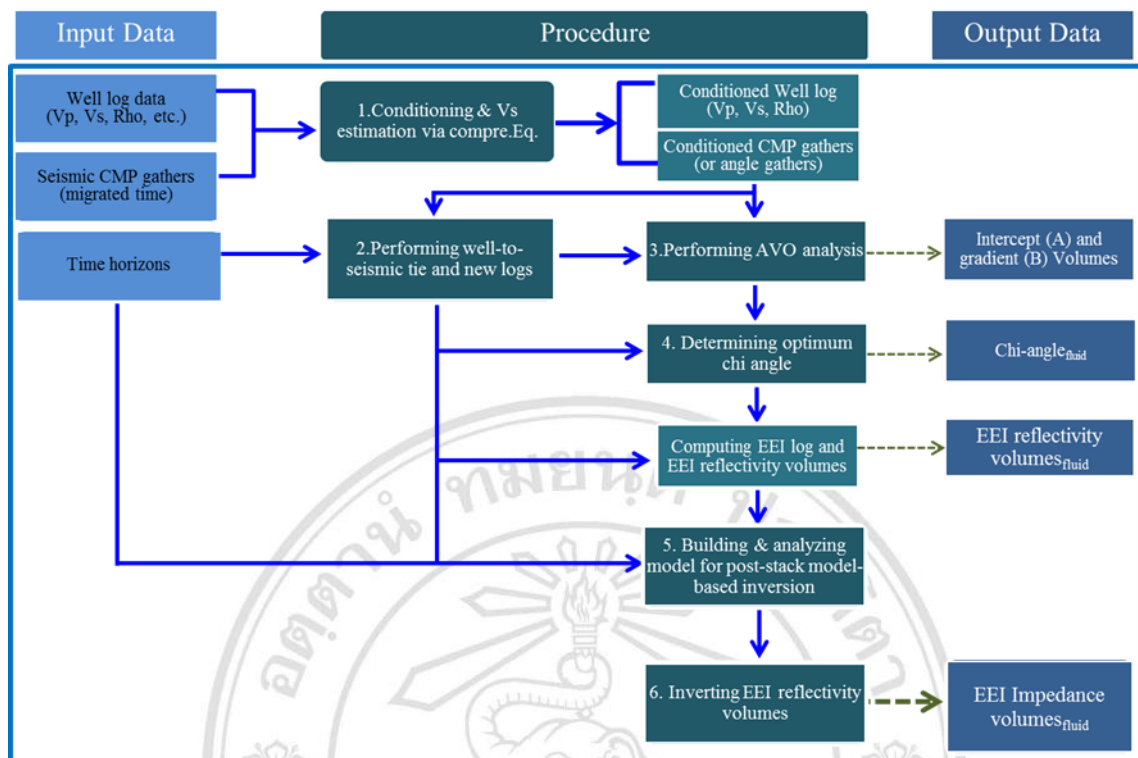 Input Data
Procedure
Output Data
Well log data
(Vp, Vs, Rho, etc.)
1.Conditioning & Vs
estimation via compre.Eq.
Conditioned Well log
(Vp, Vs, Rho)
Conditioned CMP gathers
(or angle gathers)
Seismic CMP gathers
(migrated time)
Time horizons
2.Performing well-to-
seismic tie and new logs
3.Performing AVO analysis
Intercept (A) and
gradient (B) Volumes
4. Determining optimum
chi angle
Chi-anglefluid
Computing EEI log and
EEI reflectivity volumes
EEI reflectivity
volumesfluid
5. Building & analyzing
model for post-stack model-
based inversion
6. Inverting EEI reflectivity
volumes
EEI Impedance
volumesfluid